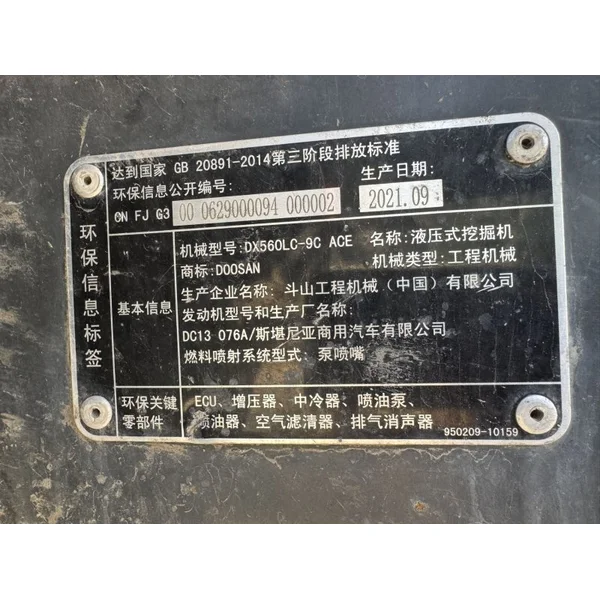 达到国家 GB 20891-2014第三阶段排放标准
环保信息公开编号:
生产日期:
CN FJ G3 00 0629000094 000002
2021.09
环保信息标签
基本信息
机械型号:DX560LC-9C ACE 名称:液压式挖掘机
商标:DOOSAN 机械类型:工程机械
生产企业名称: 斗山工程机械（中国）有限公司
发动机型号和生产厂名称:
DC13 076A/斯堪尼亚商用汽车有限公司
燃料喷射系统型式: 泵喷嘴
环保关键零部件
ECU、增压器、中冷器、喷油泵、
喷油器、空气滤清器、排气消声器
950209-10159